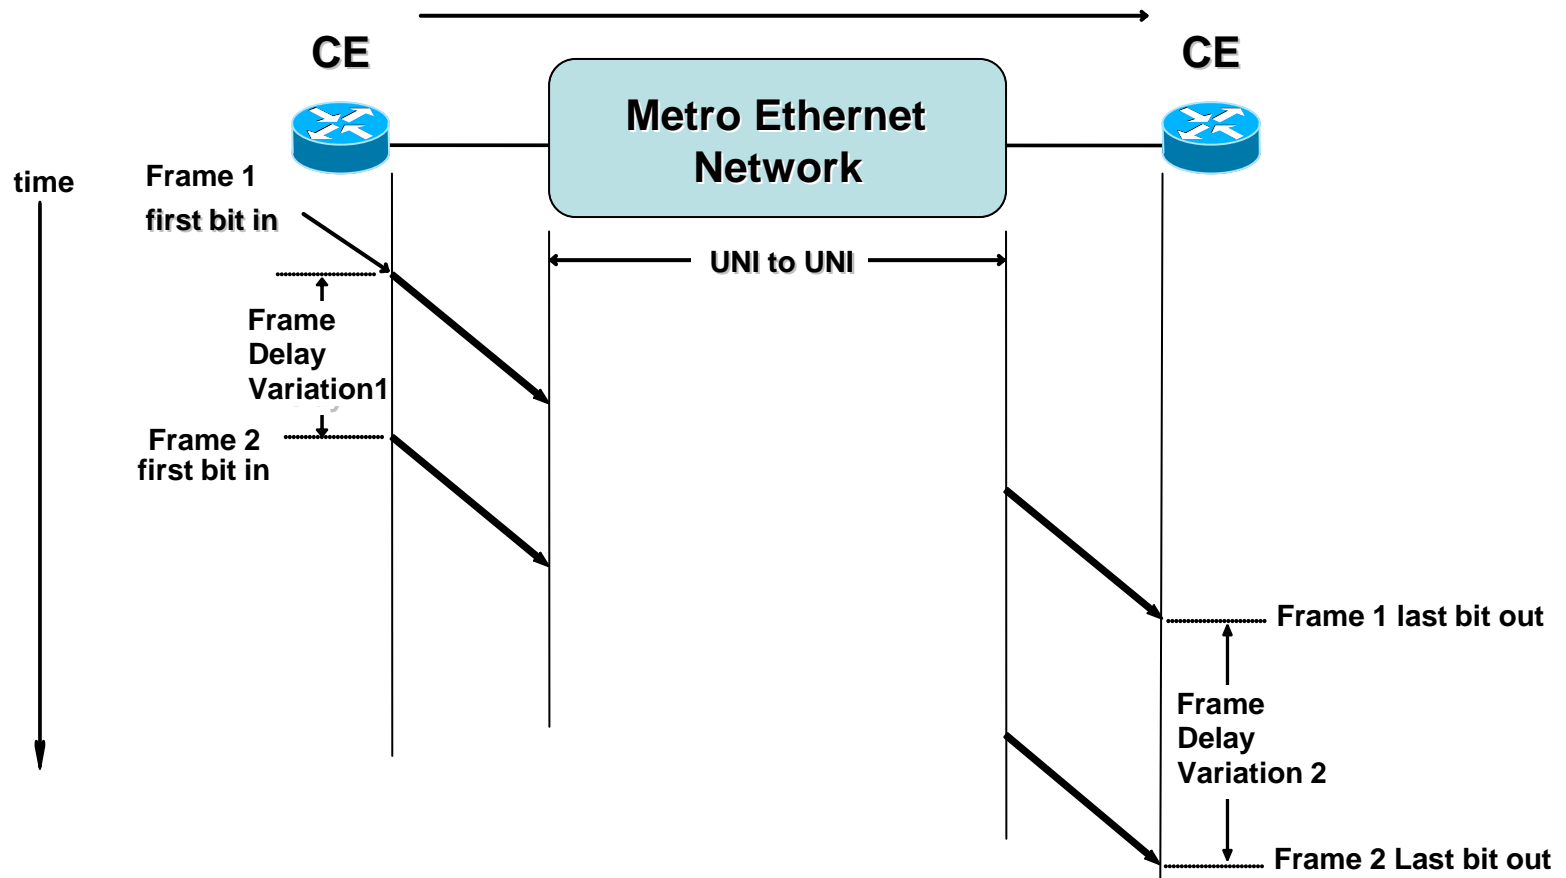 CE
CE
Metro Ethernet
Network
time
Frame 1
first bit in
UNI to UNI
Frame
Delay
Variation1
Frame 2
first bit in
Frame 1 last bit out
Frame
Delay
Variation 2
Frame 2 Last bit out